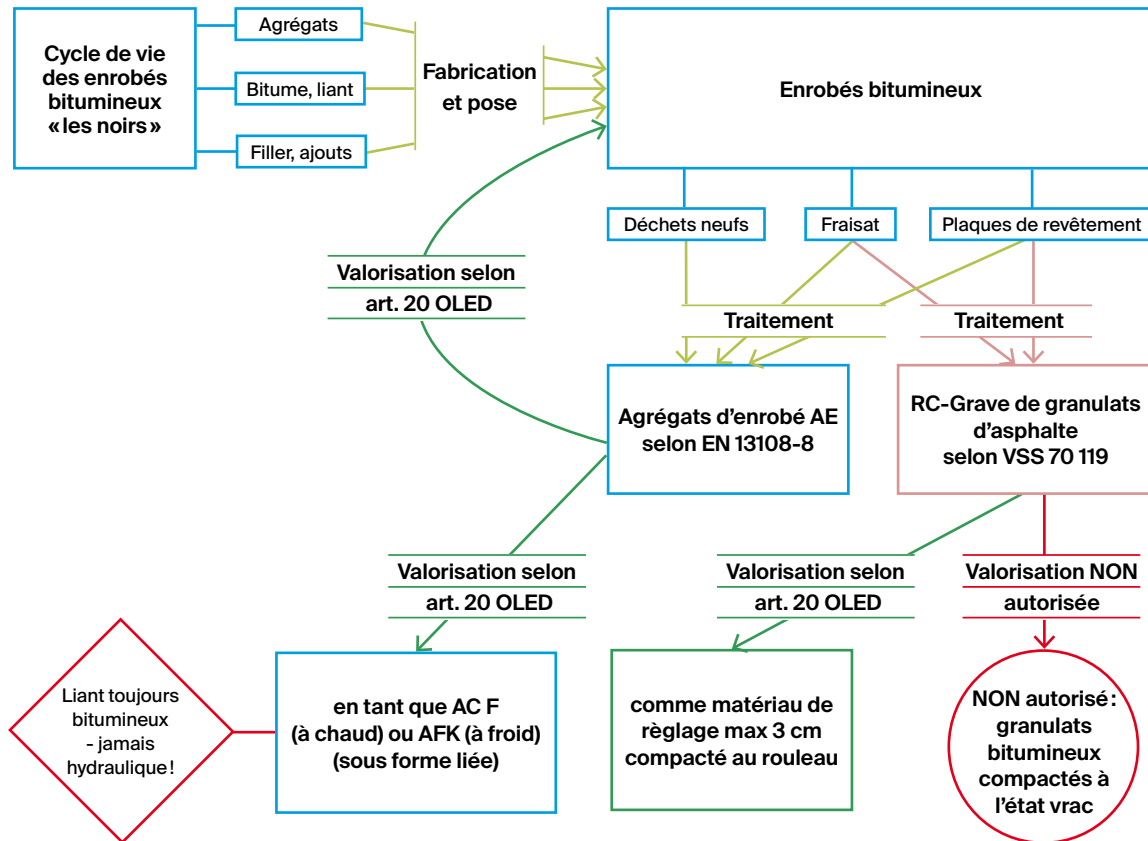 Cycle de vie
des enrobés
bitumineux
«les noirs»
Agrégats
Bitume, liant
Filler, ajouts
Fabrication
et pose
Enrobés bitumineux
Déchets neufs
Fraisat
Plaques de revêtement
Valorisation selon
art. 20 OLED
Traitement
Traitement
Agrégats d’enrobé AE
selon EN 13108-8
RC-Grave de granulats
d’asphalte
selon VSS 70 119
Valorisation selon
art. 20 OLED
Valorisation selon
art. 20 OLED
Valorisation NON
autorisée
Liant toujours
bitumineux
- jamais
hydraulique!
en tant que AC F
(à chaud) ou AFK (à froid)
(sous forme liée)
comme matériau de
règlage max 3 cm
compacté au rouleau
NON autorisé:
granulats
bitumineux
compactés à
l’état vrac